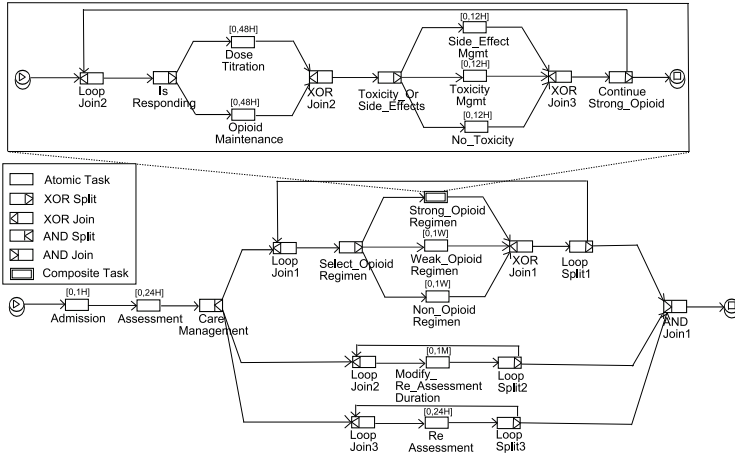 [0,48H]
Dose
Titration
[0,12H]
Side_Effect
Mgmt
Loop
Join2
Is
Responding
[0,48H]
Opioid
Maintenance
XOR
Join2
Toxicity_Or
Side_Effects
[0,12H]
Toxicity
Mgmt
[0,12H]
No_Toxicity
XOR
Join3
Continue
Strong_Opioid
Atomic Task
XOR Split
XOR Join
AND Split
AND Join
Composite Task
Strong_Opioid
Regimen
Loop
Join1
Select_Opioid
Regimen
[0,1W]
Weak_Opioid
Regimen
[0,1W]
Non_Opioid
Regimen
XOR
Join1
Loop
Split1
[0,1H]
Admission
[0,24H]
Assessment
Care
Management
AND
Join1
Loop
Join2
[0,1M]
Modify_
Re_Assessment
Duration
Loop
Split2
Loop
Join3
[0,24H]
Re
Assessment
Loop
Split3